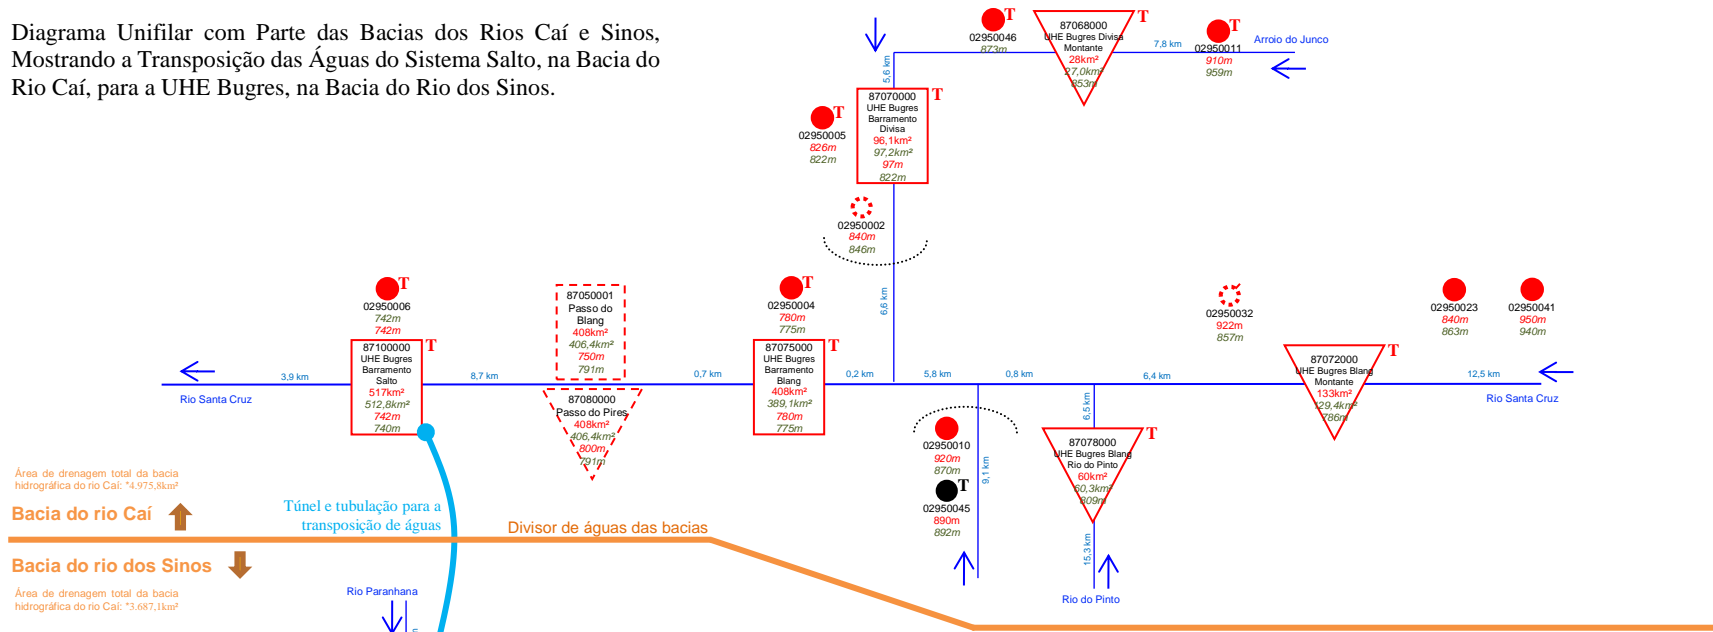 Diagrama Unifilar com Parte das Bacias dos Rios Caí e Sinos,
Mostrando a Transposição das Águas do Sistema Salto, na Bacia do
Rio Caí, para a UHE Bugres, na Bacia do Rio dos Sinos.
T
02950046
873m
87068000
UHE Bugres Divisa
Montante
28km²
27,0km²
853m
T
7,8 km
T
02950011
910m
959m
Arroio do Junco
5,6 km
T
02950005
826m
822m
87070000
UHE Bugres
Barramento
Divisa
96,1km²
97,2km²
97m
822m
T
02950002
840m
846m
6,6 km
T
02950006
742m
742m
87100000
UHE Bugres
Barramento
Salto
517km²
512,8km²
742m
740m
T
3,9 km
Rio Santa Cruz
8,7 km
87050001
Passo do
Blang
408km²
406,4km²
750m
791m
87080000
Passo do Pires
408km²
406,4km²
800m
791m
0,7 km
T
02950004
780m
775m
87075000
UHE Bugres
Barramento
Blang
408km²
389,1km²
780m
775m
T
0,2 km
5,8 km
0,8 km
6,4 km
02950032
922m
857m
02950023
840m
863m
02950041
950m
940m
87072000
UHE Bugres Blang
Montante
133km²
129,4km²
786m
T
12,5 km
Rio Santa Cruz
02950010
920m
870m
T
02950045
890m
892m
9,1 km
6,5 km
87078000
UHE Bugres Blang
Rio do Pinto
60km²
60,3km²
809m
T
15,3 km
Rio do Pinto
Área de drenagem total da bacia
hidrográfica do rio Caí: *4.975,8km²
Bacia do rio Caí
Túnel e tubulação para a
transposição de águas
Divisor de águas das bacias
Bacia do rio dos Sinos
Área de drenagem total da bacia
hidrográfica do rio Caí: *3.687,1km²
Rio Paranhana